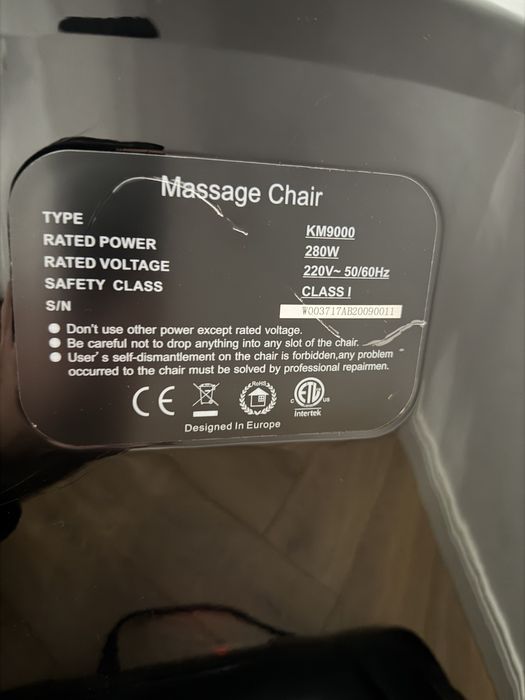 Massage Chair
TYPE KM9000
RATED POWER 280W
RATED VOLTAGE 220V~ 50/60Hz
SAFETY CLASS CLASS I
S/N W003717AB20090011
● Don't use other power except rated voltage.
● Be careful not to drop anything into any slot of the chair.
● User's self-dismantlement on the chair is forbidden,any problem
occurred to the chair must be solved by professional repairmen.
CE RoHS c ETL us
Intertek
Designed In Europe